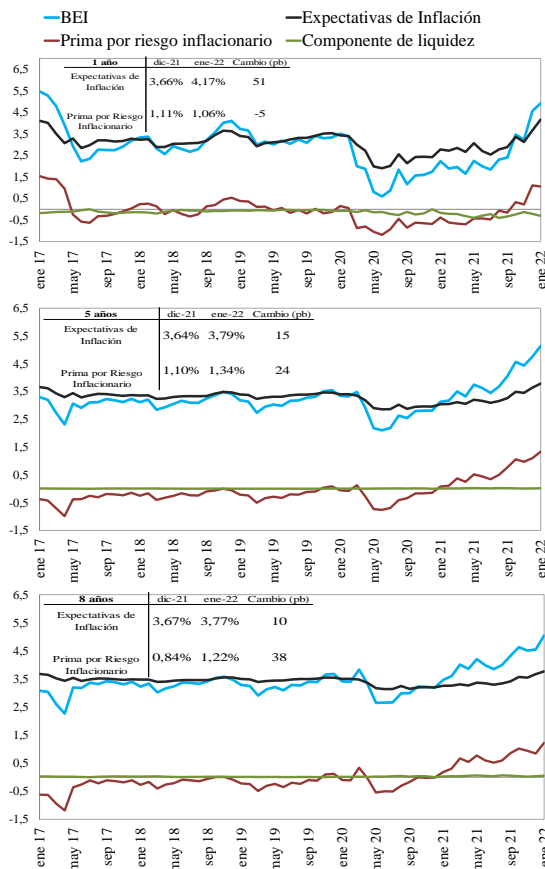 BEI
Expectativas de Inflación
Prima por riesgo inflacionario
Componente de liquidez
1 año dic-21 ene-22 Cambio (pb)
Expectativas de
Inflación
3,66% 4,17% 51
Prima por Riesgo
Inflacionario
1,11% 1,06% -5
6,5
5,5
4,5
3,5
2,5
1,5
0,5
-0,5
-1,5
ene 17
may 17
sep 17
ene 18
may 18
sep 18
ene 19
may 19
sep 19
ene 20
may 20
sep 20
ene 21
may 21
sep 21
ene 22
5 años dic-21 ene-22 Cambio (pb)
Expectativas de
Inflación
3,64% 3,79% 15
Prima por Riesgo
Inflacionario
1,10% 1,34% 24
6,5
5,5
4,5
3,5
2,5
1,5
0,5
-0,5
-1,5
ene 17
may 17
sep 17
ene 18
may 18
sep 18
ene 19
may 19
sep 19
ene 20
may 20
sep 20
ene 21
may 21
sep 21
ene 22
8 años dic-21 ene-22 Cambio (pb)
Expectativas de
Inflación
3,67% 3,77% 10
Prima por Riesgo
Inflacionario
0,84% 1,22% 38
6,5
5,5
4,5
3,5
2,5
1,5
0,5
-0,5
-1,5
ene 17
may 17
sep 17
ene 18
may 18
sep 18
ene 19
may 19
sep 19
ene 20
may 20
sep 20
ene 21
may 21
sep 21
ene 22